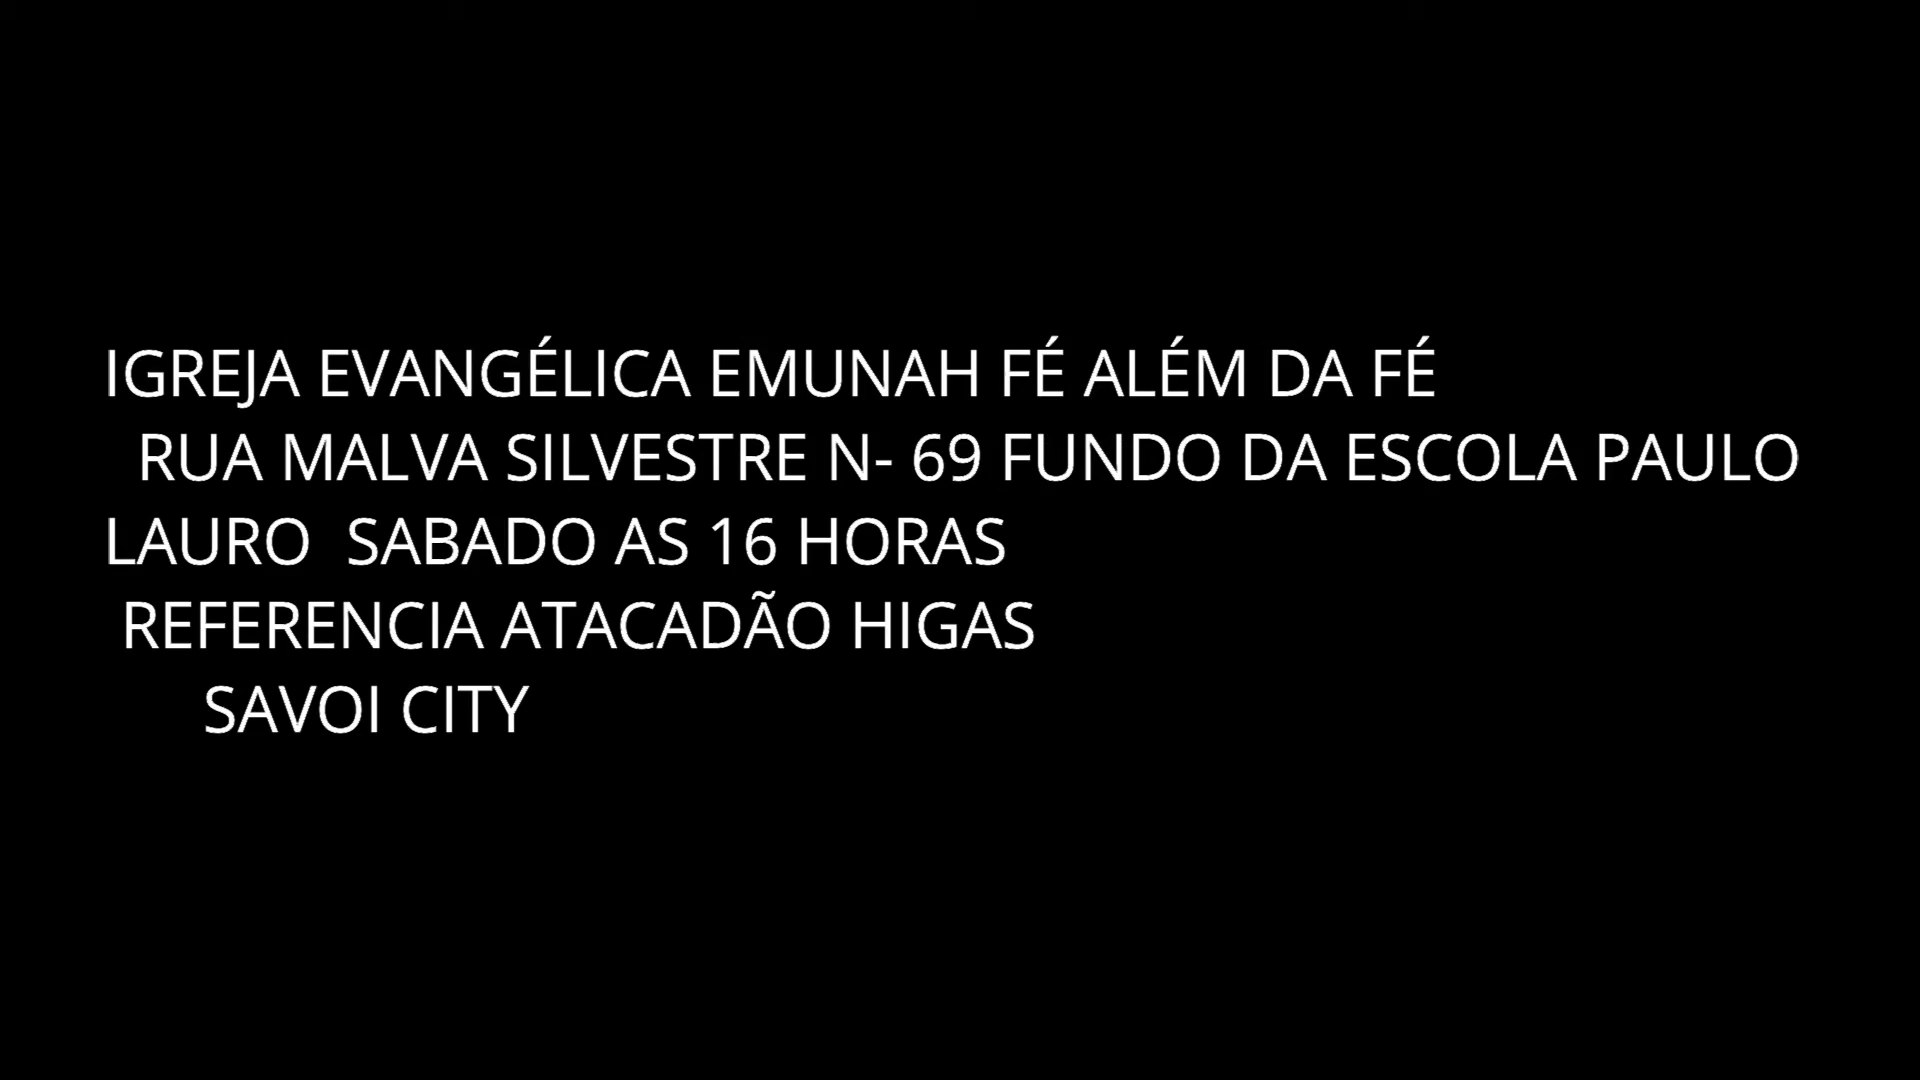 IGREJA EVANGÉLICA EMUNAH FÉ ALÉM DA FÉ
RUA MALVA SILVESTRE N- 69 FUNDO DA ESCOLA PAULO
LAURO  SABADO AS 16 HORAS
REFERENCIA ATACADÃO HIGAS
SAVOI CITY